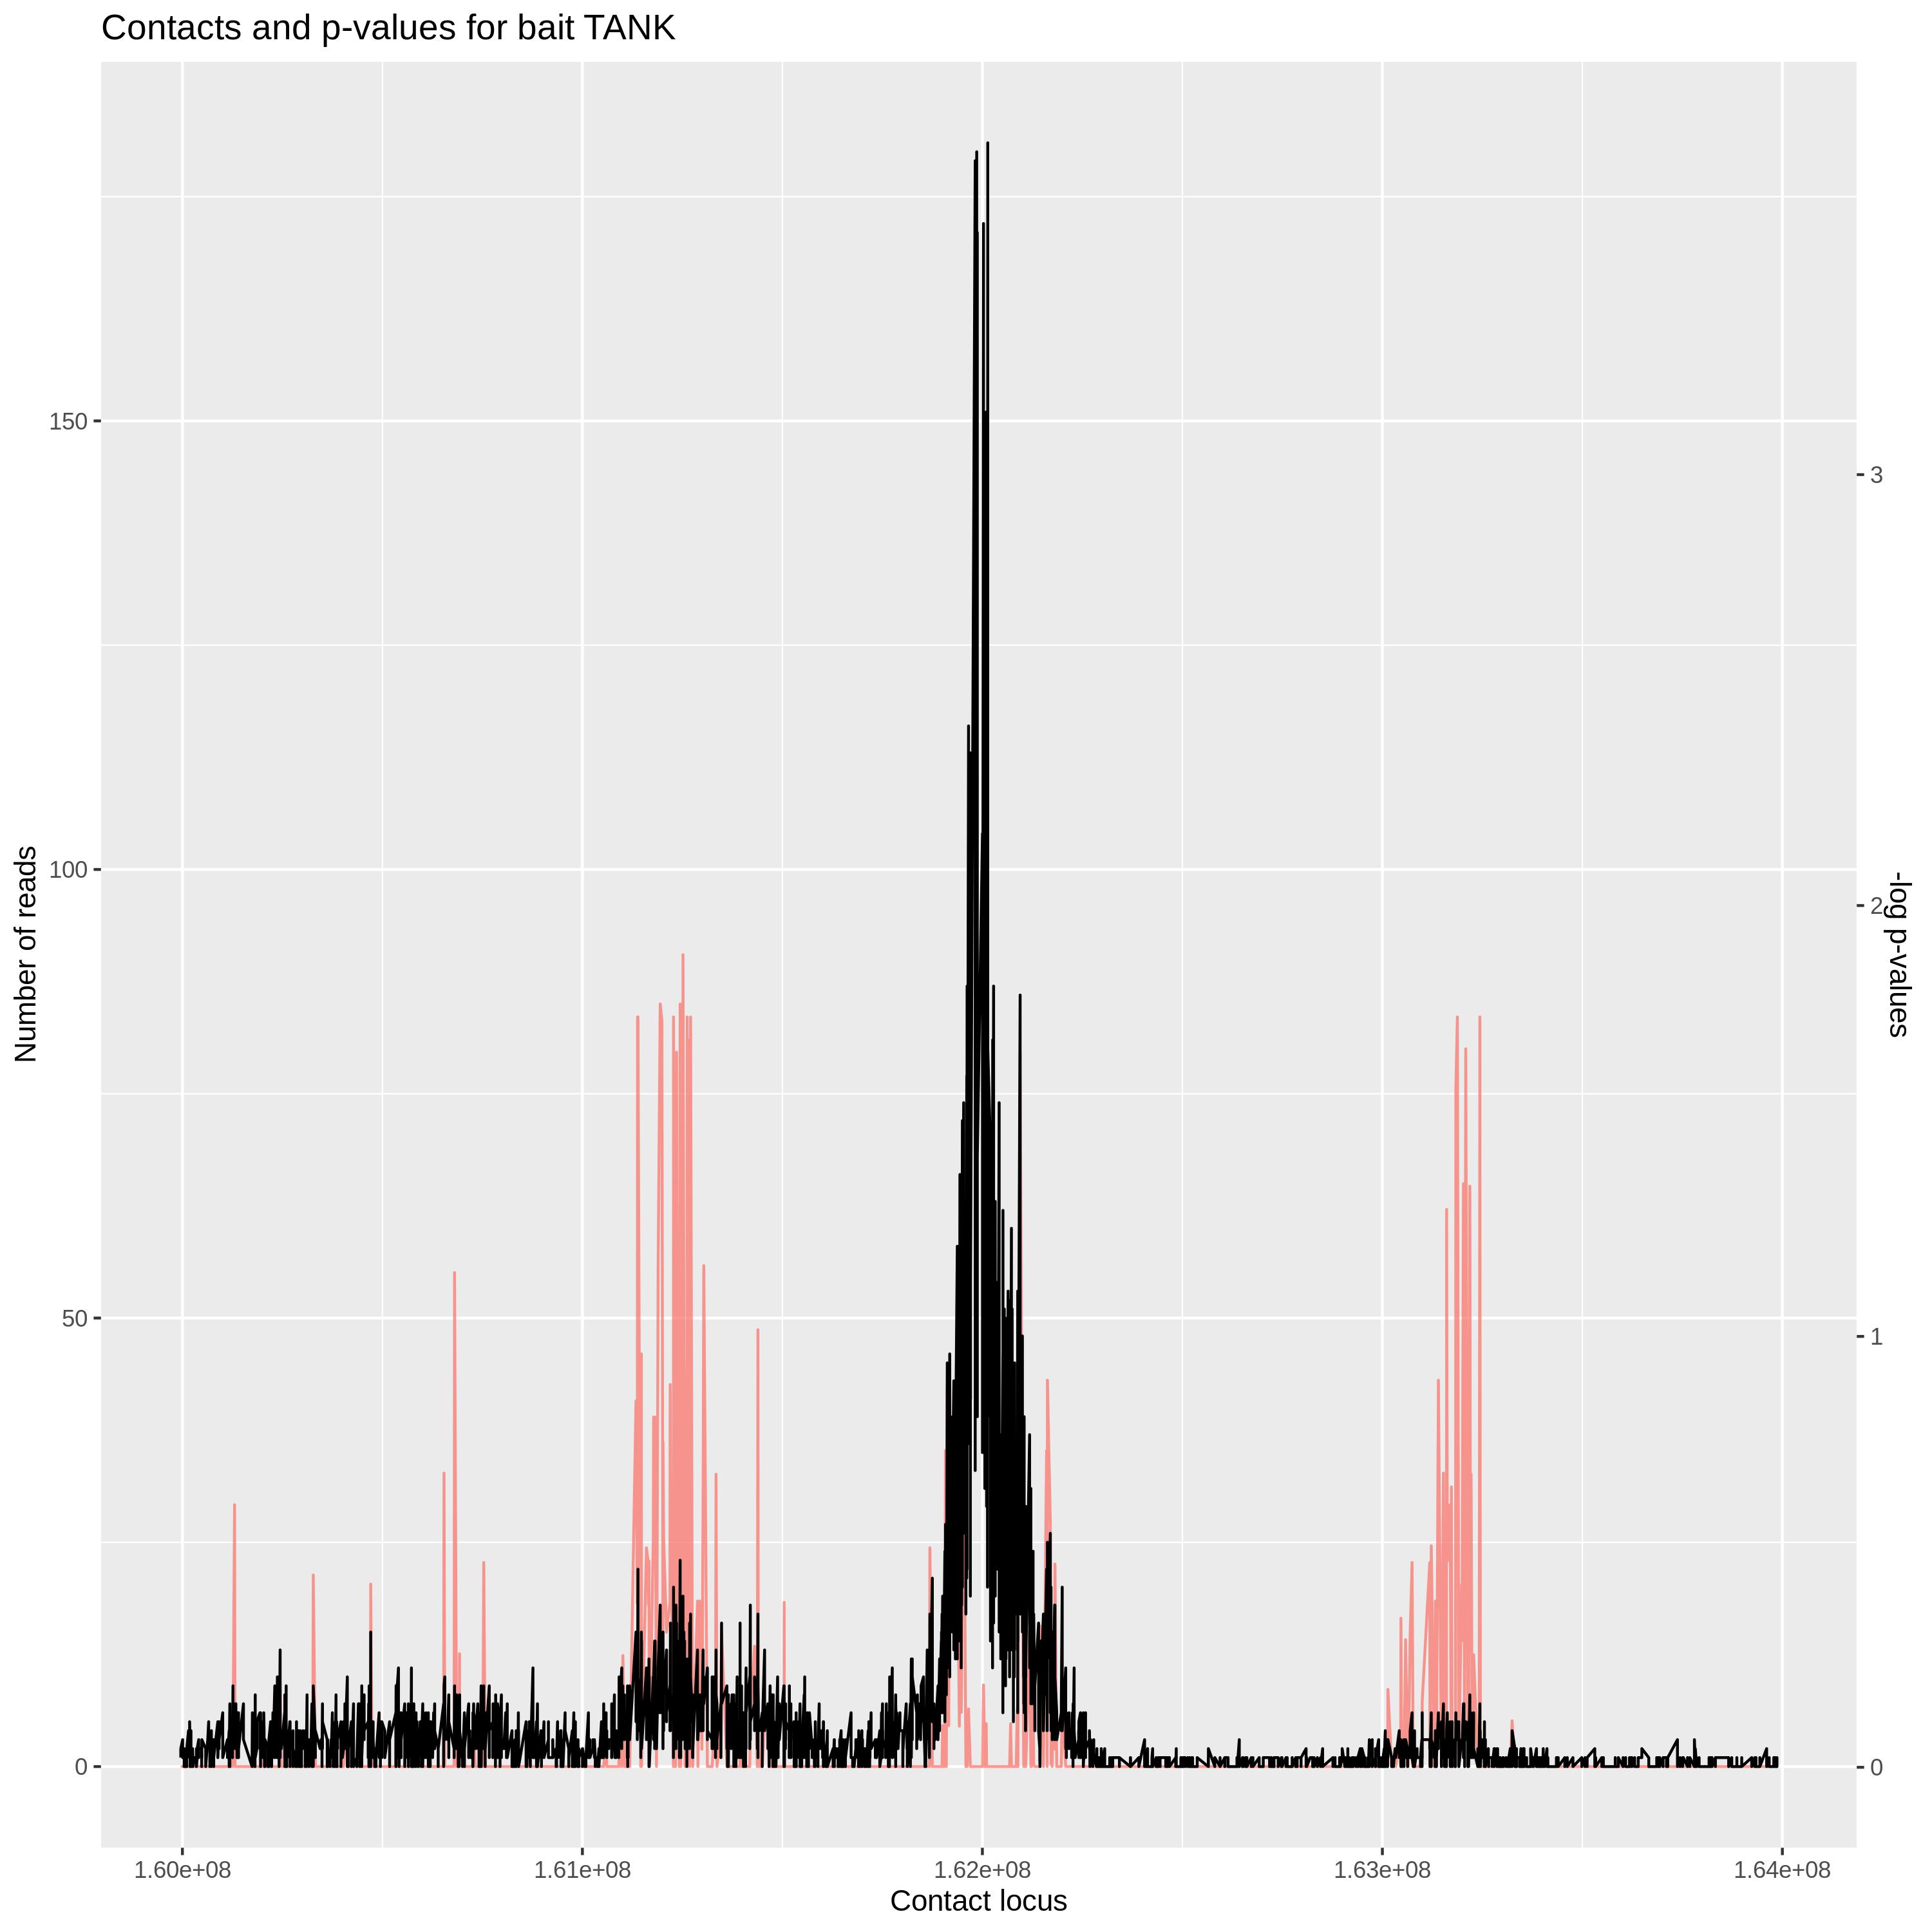 Contacts and p-values for bait TANK
150
100
50
0
3
2
1
0
Number of reads
-log p-values
1.60e+08 1.61e+08 1.62e+08 1.63e+08 1.64e+08
Contact locus